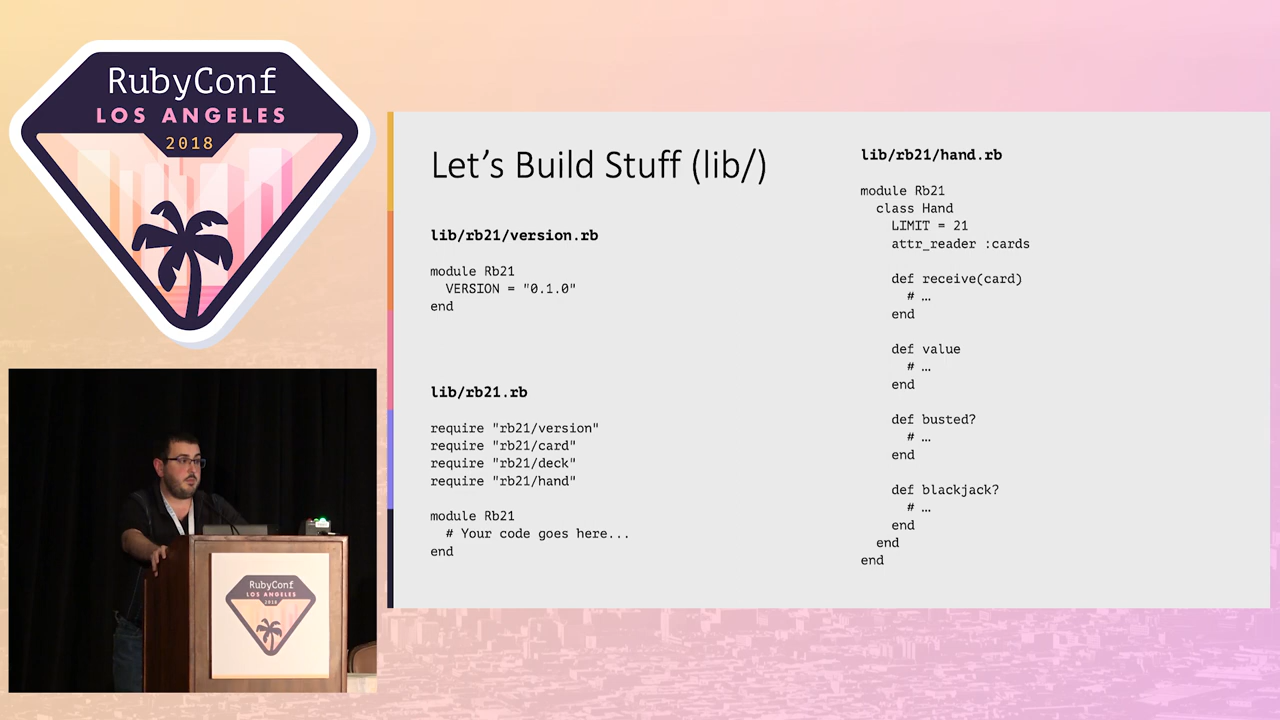 RubyConf
LOS ANGELES
2018
Let's Build Stuff (lib/)
lib/rb21/version.rb
module Rb21
  VERSION = "0.1.0"
end
lib/rb21.rb
require "rb21/version"
require "rb21/card"
require "rb21/deck"
require "rb21/hand"
module Rb21
  # Your code goes here...
end
lib/rb21/hand.rb
module Rb21
  class Hand
    LIMIT = 21
    attr_reader :cards
    def receive(card)
      # …
    end
    def value
      # …
    end
    def busted?
      # …
    end
    def blackjack?
      # …
    end
  end
end
RubyConf
LOS ANGELES
2018